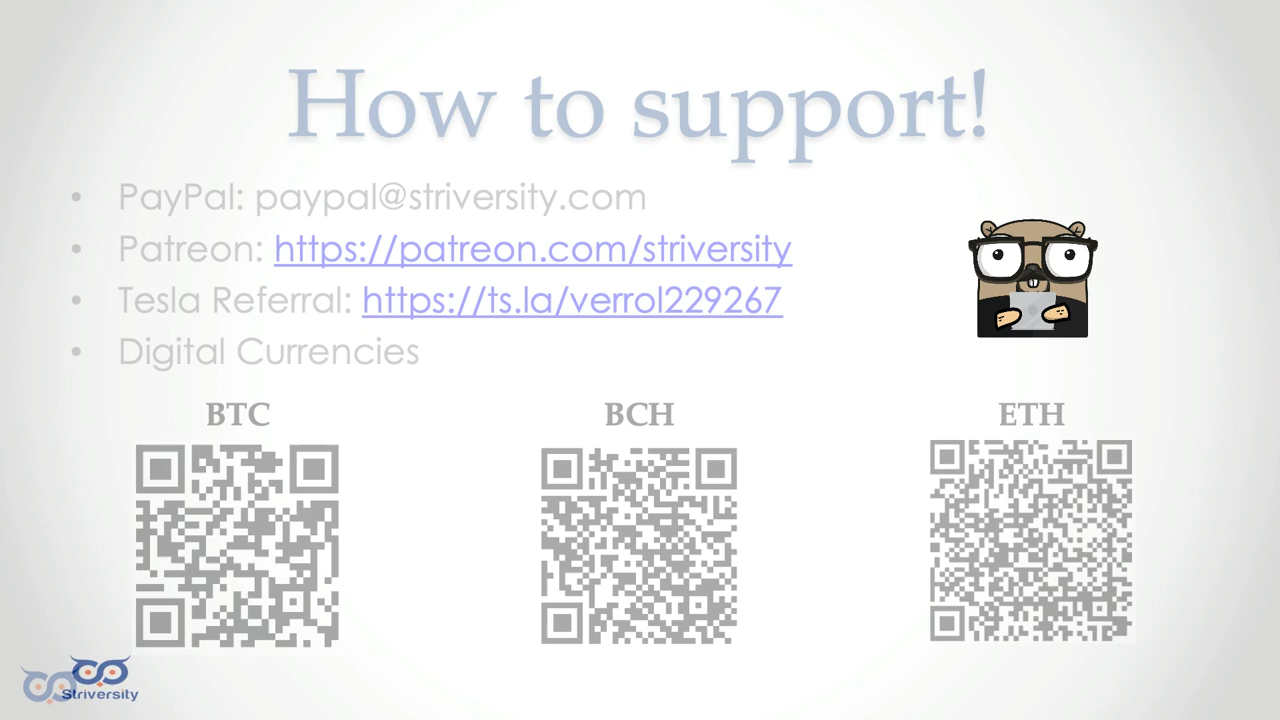 How to support!
• PayPal: paypal@striversity.com
• Patreon: https://patreon.com/striversity
• Tesla Referral: https://ts.la/verrol229267
• Digital Currencies
BTC BCH ETH
Striversity